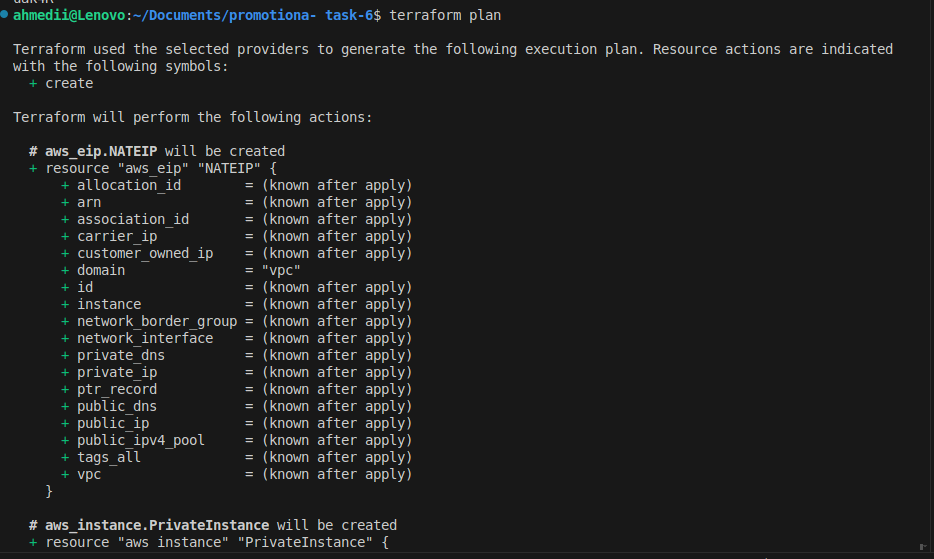 ahmedii@Lenovo:~/Documents/promotiona- task-6$ terraform plan
Terraform used the selected providers to generate the following execution plan. Resource actions are indicated
with the following symbols:
  + create
Terraform will perform the following actions:
  # aws_eip.NATEIP will be created
  + resource "aws_eip" "NATEIP" {
      + allocation_id        = (known after apply)
      + arn                  = (known after apply)
      + association_id       = (known after apply)
      + carrier_ip           = (known after apply)
      + customer_owned_ip    = (known after apply)
      + domain               = "vpc"
      + id                   = (known after apply)
      + instance             = (known after apply)
      + network_border_group = (known after apply)
      + network_interface    = (known after apply)
      + private_dns          = (known after apply)
      + private_ip           = (known after apply)
      + ptr_record           = (known after apply)
      + public_dns           = (known after apply)
      + public_ip            = (known after apply)
      + public_ipv4_pool     = (known after apply)
      + tags_all             = (known after apply)
      + vpc                  = (known after apply)
    }
  # aws_instance.PrivateInstance will be created
  + resource "aws_instance" "PrivateInstance" {